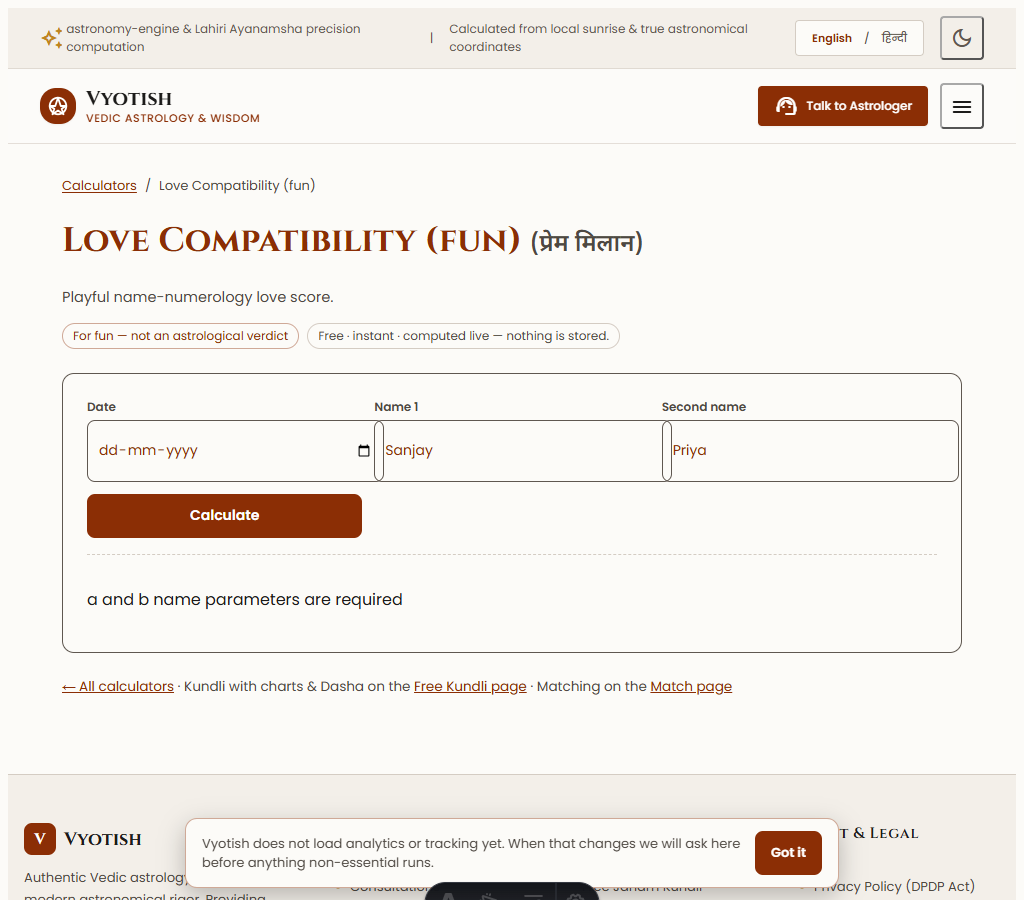 astronomy-engine & Lahiri Ayanamsha precision computation
|
Calculated from local sunrise & true astronomical coordinates
English / हिन्दी
Vyotish
VEDIC ASTROLOGY & WISDOM
Talk to Astrologer
Calculators / Love Compatibility (fun)
Love Compatibility (fun) (प्रेम मिलान)
Playful name-numerology love score.
For fun — not an astrological verdict
Free · instant · computed live — nothing is stored.
Date
Name 1
Second name
dd-mm-yyyy
Sanjay
Priya
Calculate
a and b name parameters are required
← All calculators · Kundli with charts & Dasha on the Free Kundli page · Matching on the Match page
V Vyotish
Vyotish does not load analytics or tracking yet. When that changes we will ask here before anything non-essential runs.
Got it
& Legal
Authentic Vedic astrology
Privacy Policy (DPDP Act)